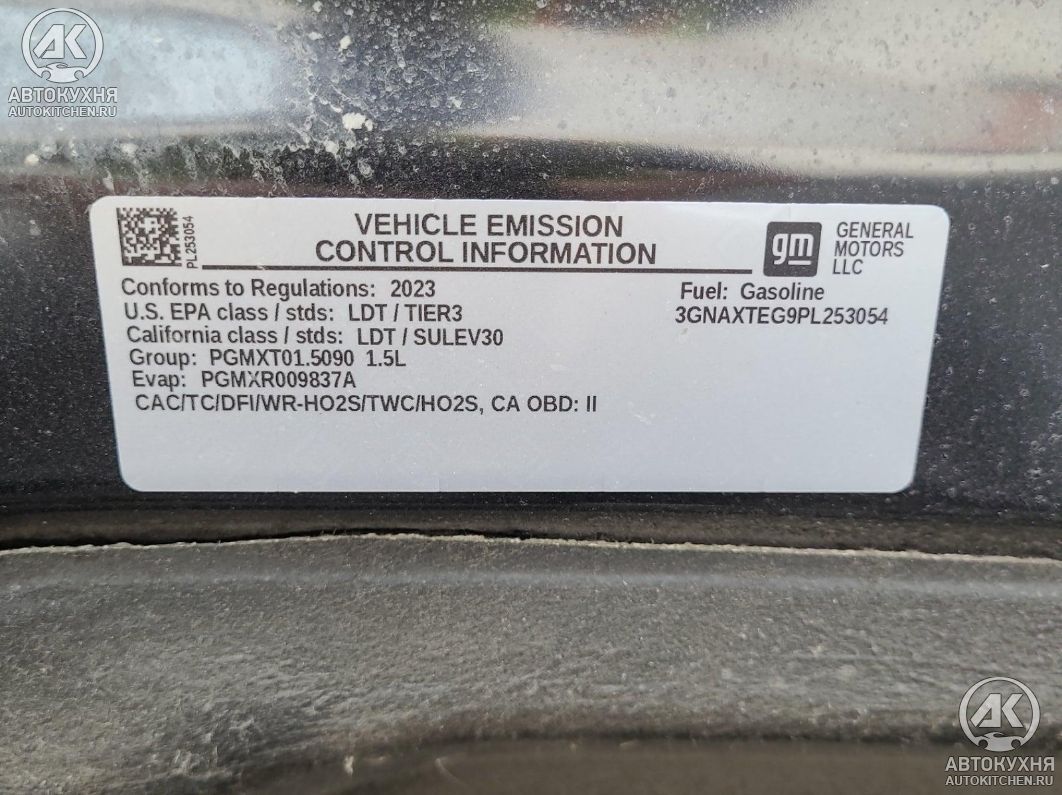 AK
АВТОКУХНЯ
AUTOKITCHEN.RU
PL253054
VEHICLE EMISSION
CONTROL INFORMATION
gm
GENERAL
MOTORS
LLC
Conforms to Regulations: 2023
Fuel: Gasoline
U.S. EPA class / stds: LDT / TIER3
3GNAXTEG9PL253054
California class / stds: LDT / SULEV30
Group: PGMXT01.5090 1.5L
Evap: PGMXR009837A
CAC/TC/DFI/WR-HO2S/TWC/HO2S, CA OBD: II
AK
АВТОКУХНЯ
AUTOKITCHEN.RU